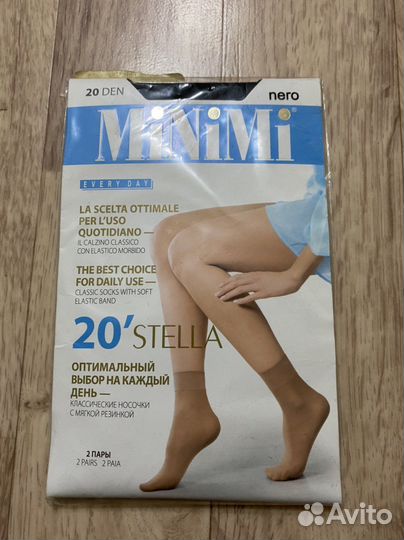 20 DEN
nero
MiNiMi
EVERY DAY
LA SCELTA OTTIMALE
PER L'USO
QUOTIDIANO —
IL CALZINO CLASSICO
CON ELASTICO MORBIDO
THE BEST CHOICE
FOR DAILY USE —
CLASSIC SOCKS WITH SOFT
ELASTIC BAND
20' STELLA
ОПТИМАЛЬНЫЙ
ВЫБОР НА КАЖДЫЙ
ДЕНЬ —
КЛАССИЧЕСКИЕ НОСОЧКИ
С МЯГКОЙ РЕЗИНКОЙ
2 ПАРЫ
2 PAIRS 2 PAIA
Avito